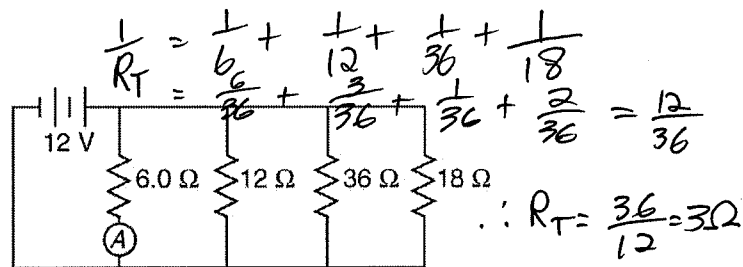 1/R_T = 1/6 + 1/12 + 1/36 + 1/18
= 6/36 + 3/36 + 1/36 + 2/36 = 12/36
12 V
6.0 Ω 12 Ω 36 Ω 18 Ω
A
∴ R_T = 36/12 = 3Ω